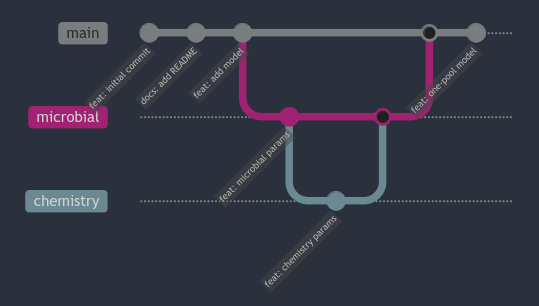 main
feat: initial commit
docs: add README
feat: add model
feat: one-pool model
microbial
feat: microbial params
chemistry
feat: chemistry params